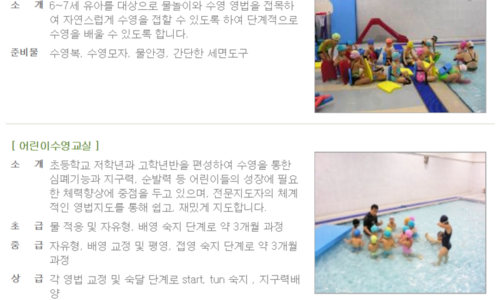 소 개 6~7세 유아를 대상으로 물놀이와 수영 영법을 접목하
여 자연스럽게 수영을 접할 수 있도록 하여 단계적으로
수영을 배울 수 있도록 합니다.
준비물 수영복, 수영모자, 물안경, 간단한 세면도구
[ 어린이수영교실 ]
소 개 초등학교 저학년과 고학년반을 편성하여 수영을 통한
심폐기능과 지구력, 순발력 등 어린이들의 성장에 필요
한 체력향상에 중점을 두고 있으며, 전문지도자의 체계
적인 영법지도를 통해 쉽고, 재밌게 지도합니다.
초 급 물 적응 및 자유형, 배영 숙지 단계로 약 3개월 과정
중 급 자유형, 배영 교정 및 평영, 접영 숙지 단계로 약 3개월
과정
상 급 각 영법 교정 및 숙달 단계로 start, tun 숙지 , 지구력배
양